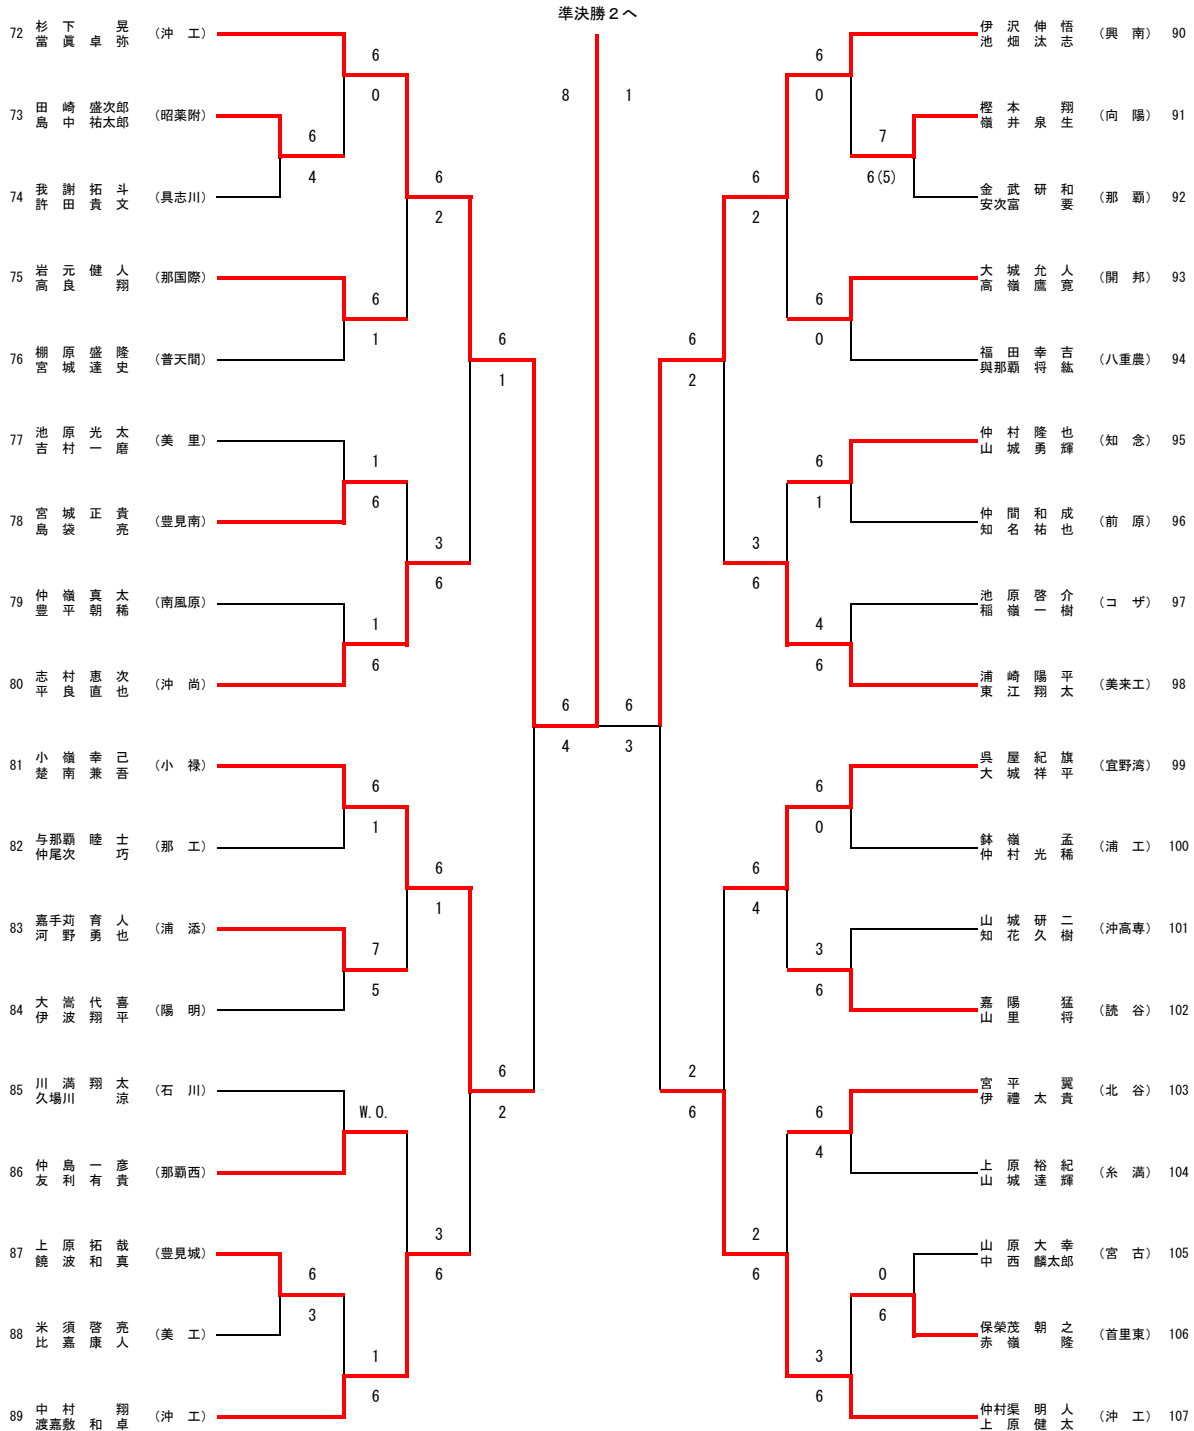 準決勝２へ
8 1
72 杉下 晃 (沖 工)
當眞卓弥
6
0
73 田崎盛次郎 (昭薬附)
島中祐太郎
6
4
74 我謝拓斗 (具志川)
許田貴文
6
2
75 岩元健人 (那国際)
高良 翔
6
1
76 棚原盛隆 (普天間)
宮城達史
6
1
77 池原光太 (美 里)
吉村一磨
1
6
78 宮城正貴 (豊見南)
島袋 亮
3
6
79 仲嶺真太 (南風原)
豊平朝稀
1
6
80 志村恵次 (沖 尚)
平良直也
6
4
81 小嶺幸己 (小 禄)
楚南兼吾
6
1
82 与那覇睦士 (那 工)
仲尾次 巧
6
1
83 嘉手苅育人 (浦 添)
河野勇也
7
5
84 大嵩代喜 (陽 明)
伊波翔平
6
2
85 川満翔太 (石 川)
久場川 涼
W.O.
86 仲島一彦 (那覇西)
友利有貴
3
6
87 上原拓哉 (豊見城)
饒波和真
6
3
88 米須啓亮 (美 工)
比嘉康人
1
6
89 中村 翔 (沖 工)
渡嘉敷和卓
伊沢伸悟 (興 南) 90
池畑汰志
6
0
樫本 翔 (向 陽) 91
嶺井泉生
7
6(5)
金武研和 (那 覇) 92
安次富 要
6
2
大城允人 (開 邦) 93
高嶺鷹寛
6
0
福田幸吉 (八重農) 94
與那覇将紘
6
2
仲村隆也 (知 念) 95
山城勇輝
6
1
仲間和成 (前 原) 96
知名祐也
3
6
池原啓介 (コ ザ) 97
稲嶺一樹
4
6
浦崎陽平 (美来工) 98
東江翔太
6
3
呉屋紀旗 (宜野湾) 99
大城祥平
6
0
鉢嶺 孟 (浦 工) 100
仲村光稀
6
4
山城研二 (沖高専) 101
知花久樹
3
6
嘉陽 猛 (読 谷) 102
山里 将
2
6
宮平 翼 (北 谷) 103
伊禮太貴
6
4
上原裕紀 (糸 満) 104
山城達輝
2
6
山原大幸 (宮 古) 105
中西麟太郎
0
6
保榮茂朝之 (首里東) 106
赤嶺 隆
3
6
仲村渠明人 (沖 工) 107
上原健太